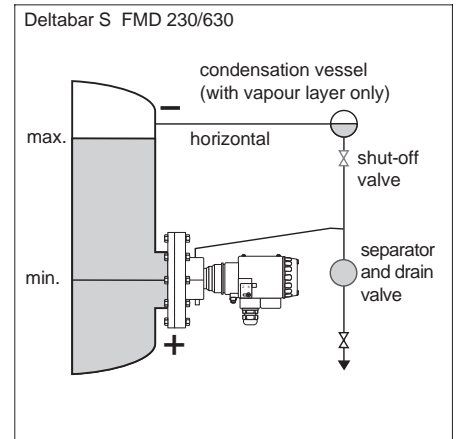 Deltabar S FMD 230/630
condensation vessel
(with vapour layer only)
−
max.
horizontal
shut-off
valve
separator
and drain
valve
min.
+